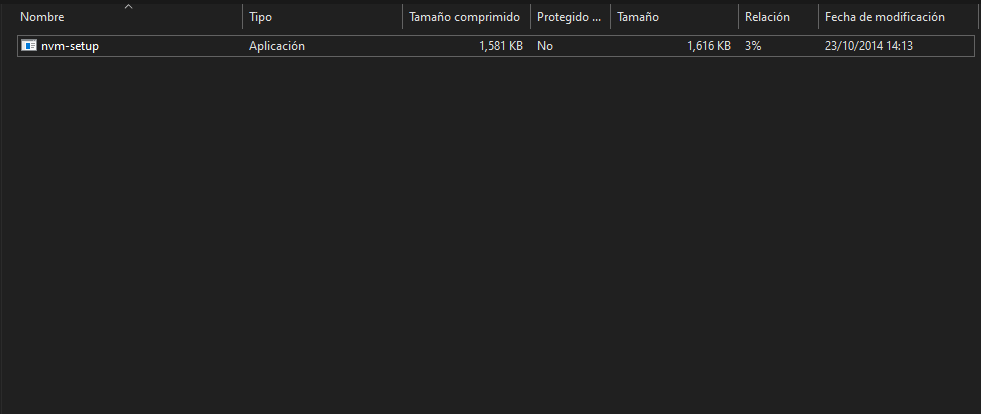 Nombre Tipo Tamaño comprimido Protegido ... Tamaño Relación Fecha de modificación
nvm-setup Aplicación 1,581 KB No 1,616 KB 3% 23/10/2014 14:13